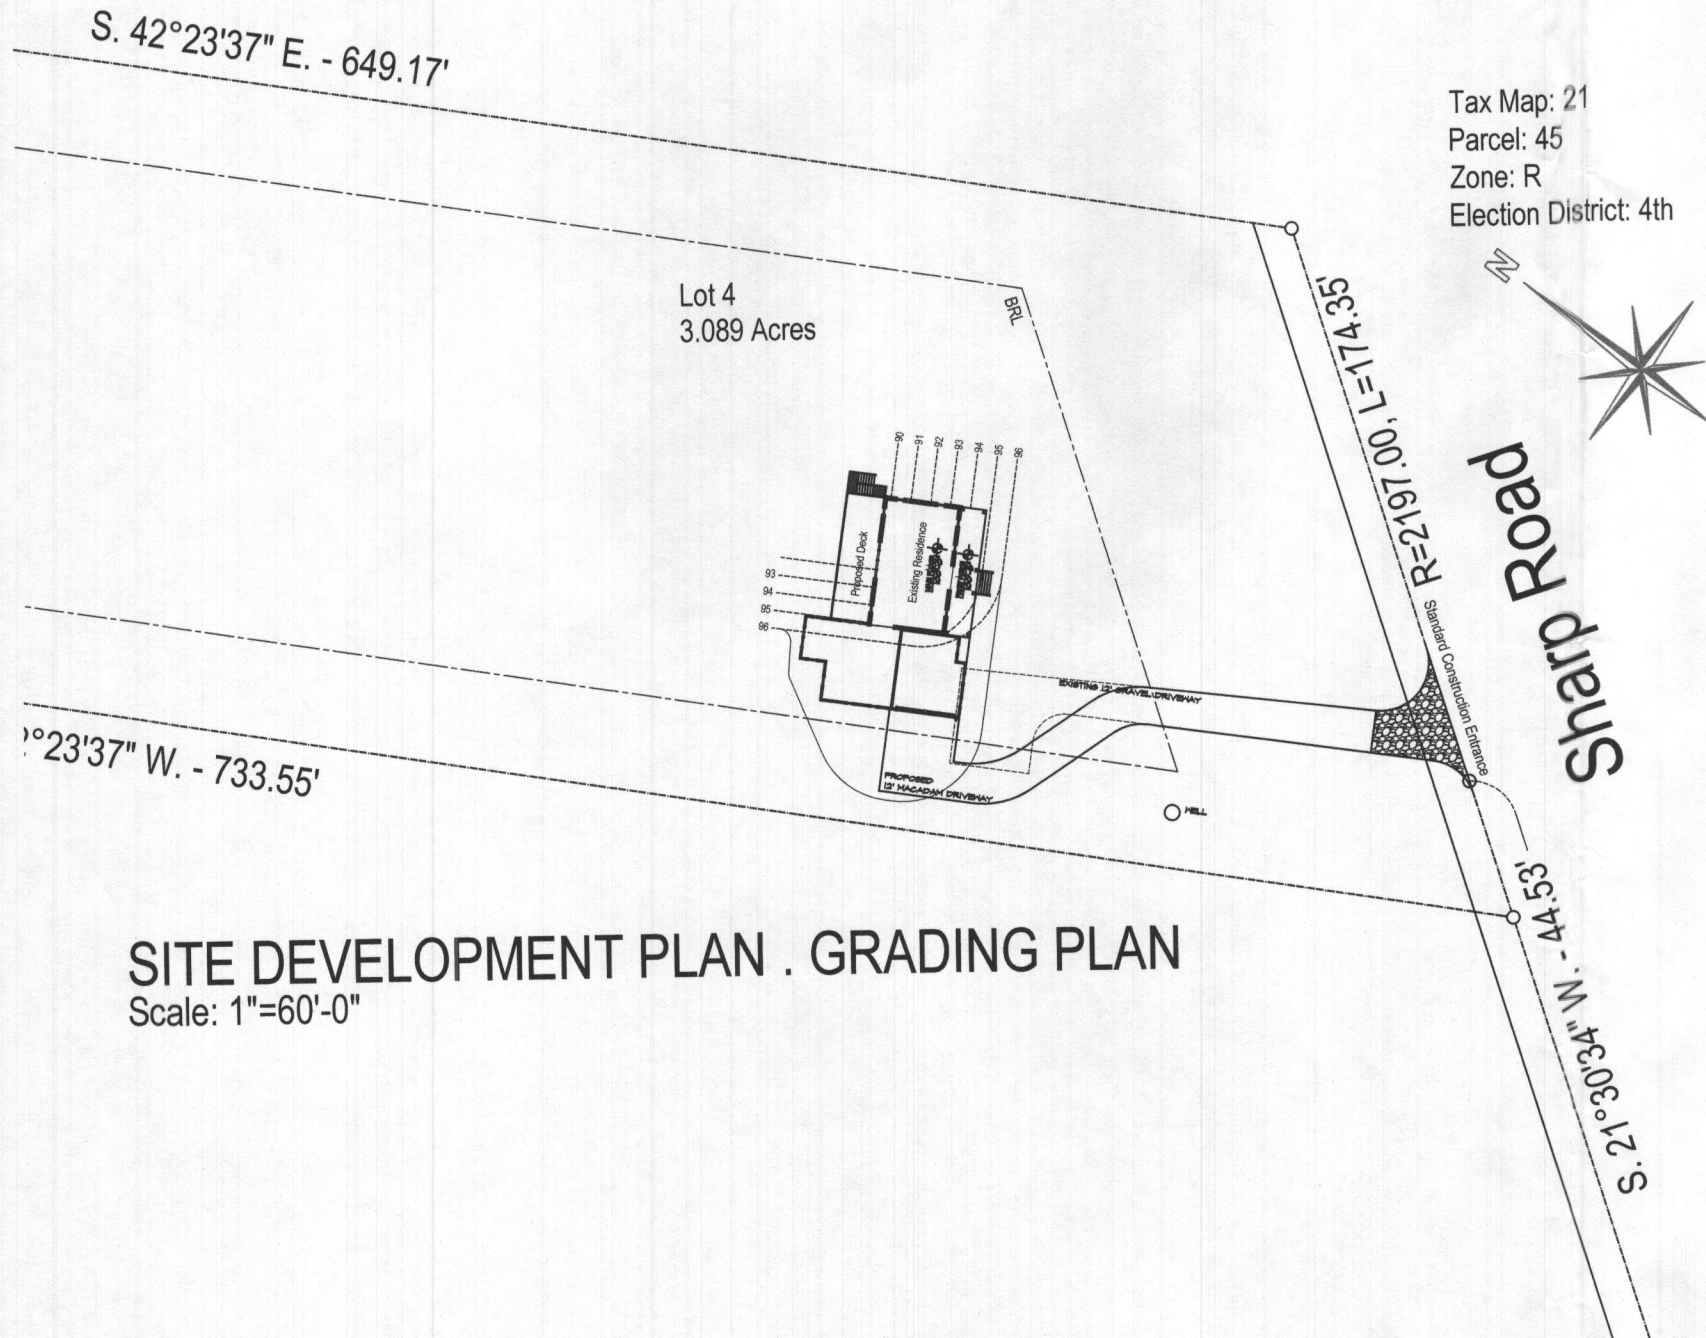 S. 42°23'37" E. - 649.17'
Tax Map: 21
Parcel: 45
Zone: R
Election District: 4th
N
Lot 4
3.089 Acres
BRL
R=2197.00, L=174.35'
Sharp Road
90
91
92
93
94
95
96
Proposed Deck
Existing Residence
93
94
95
96
Standard Construction Entrance
EXISTING 12' GRAVEL DRIVEWAY
PROPOSED
12' MACADAM DRIVEWAY
WELL
°23'37" W. - 733.55'
S. 21°30'34" W. - 44.53'
SITE DEVELOPMENT PLAN . GRADING PLAN
Scale: 1"=60'-0"